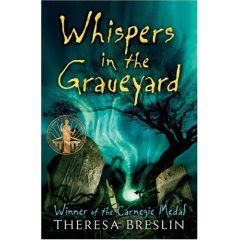 Whispers
in the
Graveyard
Winner of the Carnegie Medal
THERESA BRESLIN